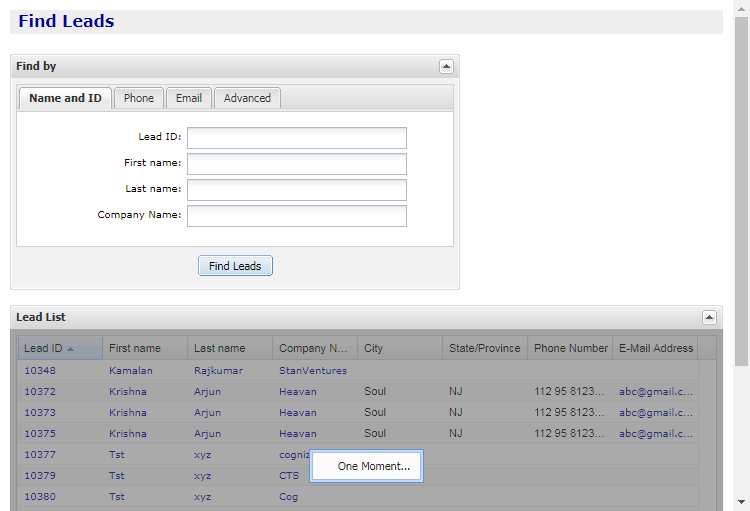 Find Leads
Find by
Name and ID Phone Email Advanced
Lead ID:
First name:
Last name:
Company Name:
Find Leads
Lead List
Lead ID First name Last name Company N... City State/Province Phone Number E-Mail Address
10348 Kamalan Rajkumar StanVentures
10372 Krishna Arjun Heavan Soul NJ 112 95 8123... abc@gmail.c...
10373 Krishna Arjun Heavan Soul NJ 112 95 8123... abc@gmail.c...
10375 Krishna Arjun Heavan Soul NJ 112 95 8123... abc@gmail.c...
10377 Tst xyz
One Moment...
10379 Tst xyz CTS
10380 Tst xyz Cog